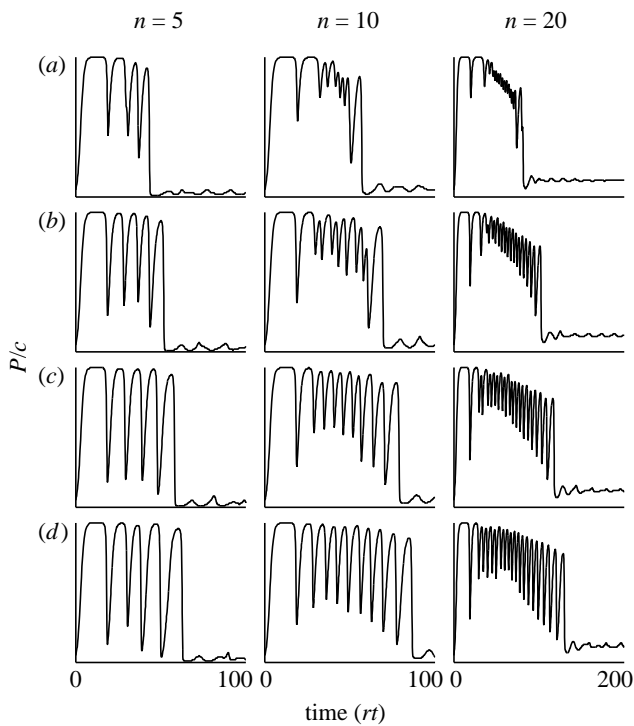 n = 5 n = 10 n = 20
(a)
(b)
P/c
(c)
(d)
0 100 0 100 0 200
time (rt)